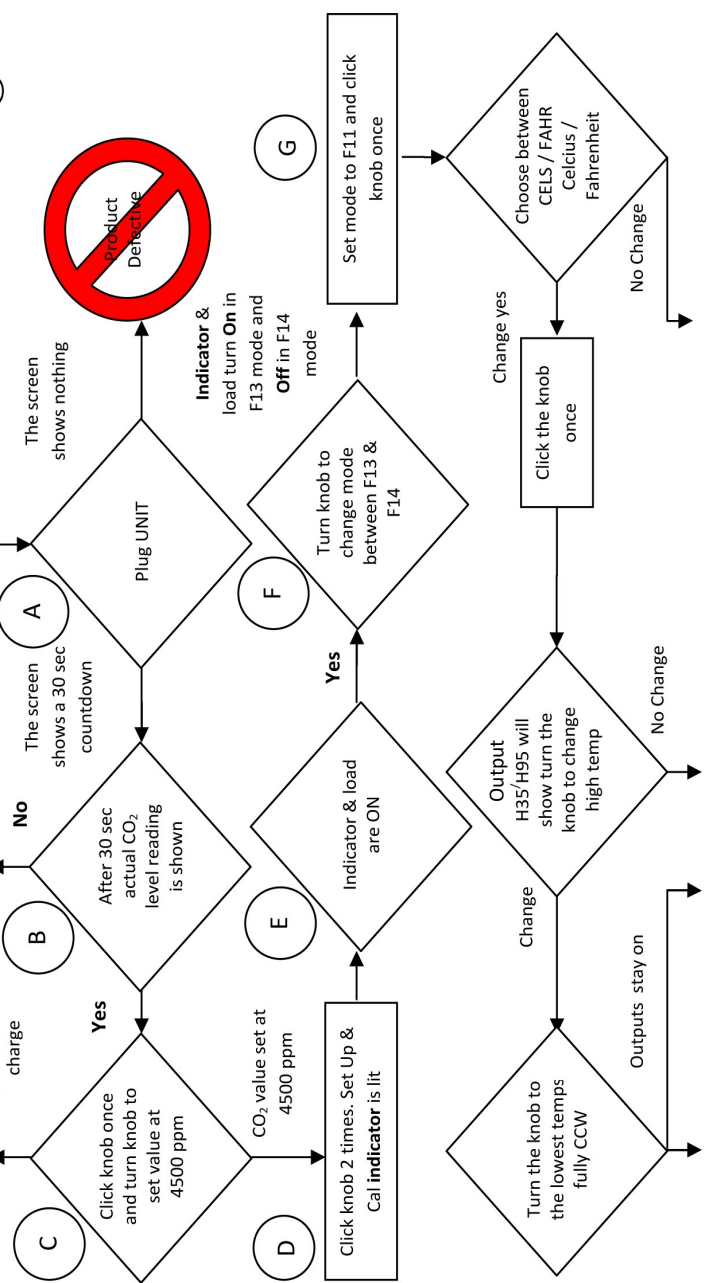 A
Plug UNIT
The screen
shows nothing
Product
Defective
The screen
shows a 30 sec
countdown
B
After 30 sec
actual CO₂
level reading
is shown
No
Yes
charge
C
Click knob once
and turn knob to
set value at
4500 ppm
CO₂ value set at
4500 ppm
D
Click knob 2 times. Set Up &
Cal indicator is lit
E
Indicator & load
are ON
Yes
F
Turn knob to
change mode
between F13 &
F14
Indicator &
load turn On in
F13 mode and
Off in F14
mode
G
Set mode to F11 and click
knob once
Choose between
CELS / FAHR
Celcius /
Fahrenheit
No Change
Change yes
Click the knob
once
Output
H35/H95 will
show turn the
knob to change
high temp
No Change
Change
Turn the knob to
the lowest temps
fully CCW
Outputs stay on